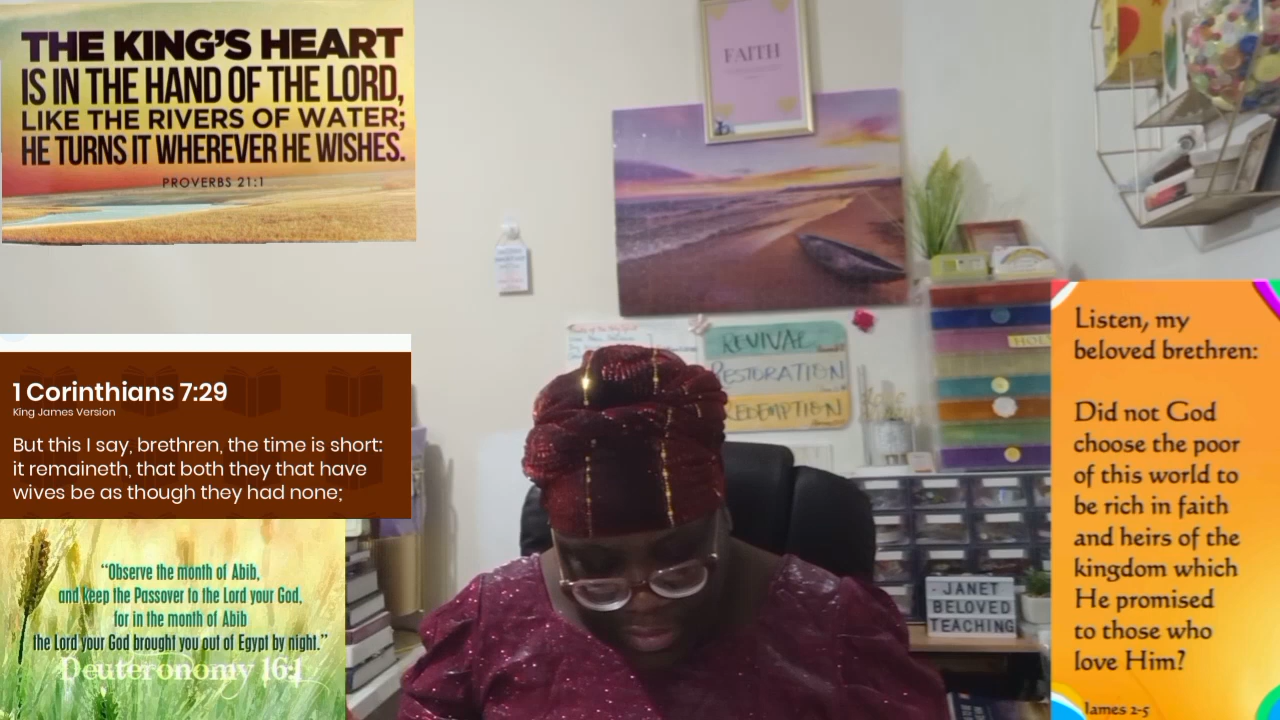 THE KING'S HEART
IS IN THE HAND OF THE LORD,
LIKE THE RIVERS OF WATER;
HE TURNS IT WHEREVER HE WISHES.
PROVERBS 21:1
FAITH
REVIVAL
RESTORATION
REDEMPTION
HOLY
1 Corinthians 7:29
King James Version
But this I say, brethren, the time is short:
it remaineth, that both they that have
wives be as though they had none;
"Observe the month of Abib,
and keep the Passover to the Lord your God,
for in the month of Abib
the Lord your God brought you out of Egypt by night."
Deuteronomy 16:1
JANET
BELOVED
TEACHING
Listen, my
beloved brethren:
Did not God
choose the poor
of this world to
be rich in faith
and heirs of the
kingdom which
He promised
to those who
love Him?
James 2-5